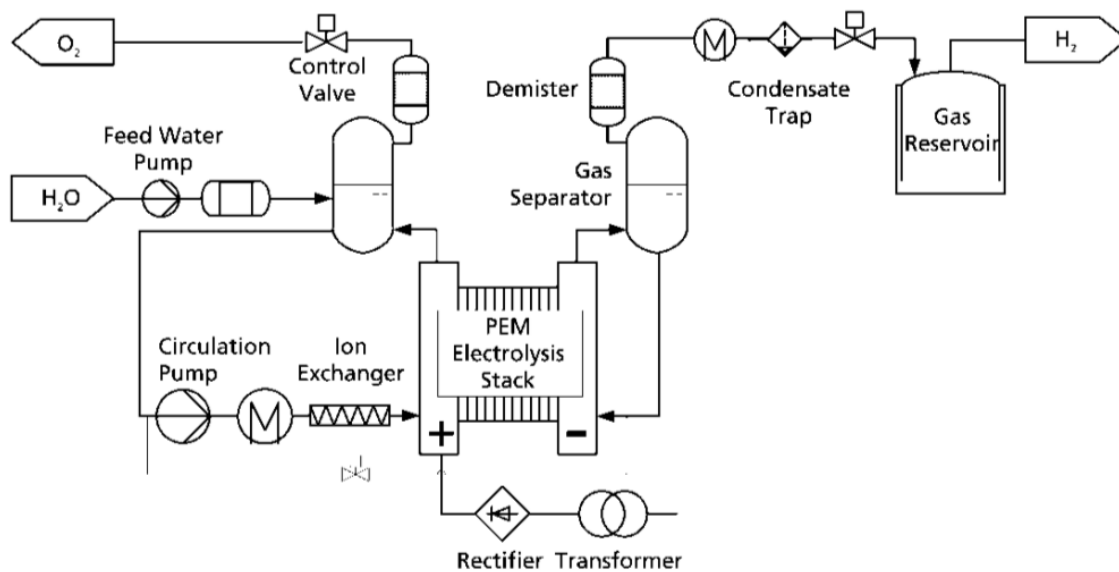 O₂
Control
Valve
Demister
M
Condensate
Trap
H₂
Gas
Reservoir
Feed Water
Pump
H₂O
Gas
Separator
PEM
Electrolysis
Stack
Circulation
Pump
Ion
Exchanger
M
+
−
Rectifier Transformer